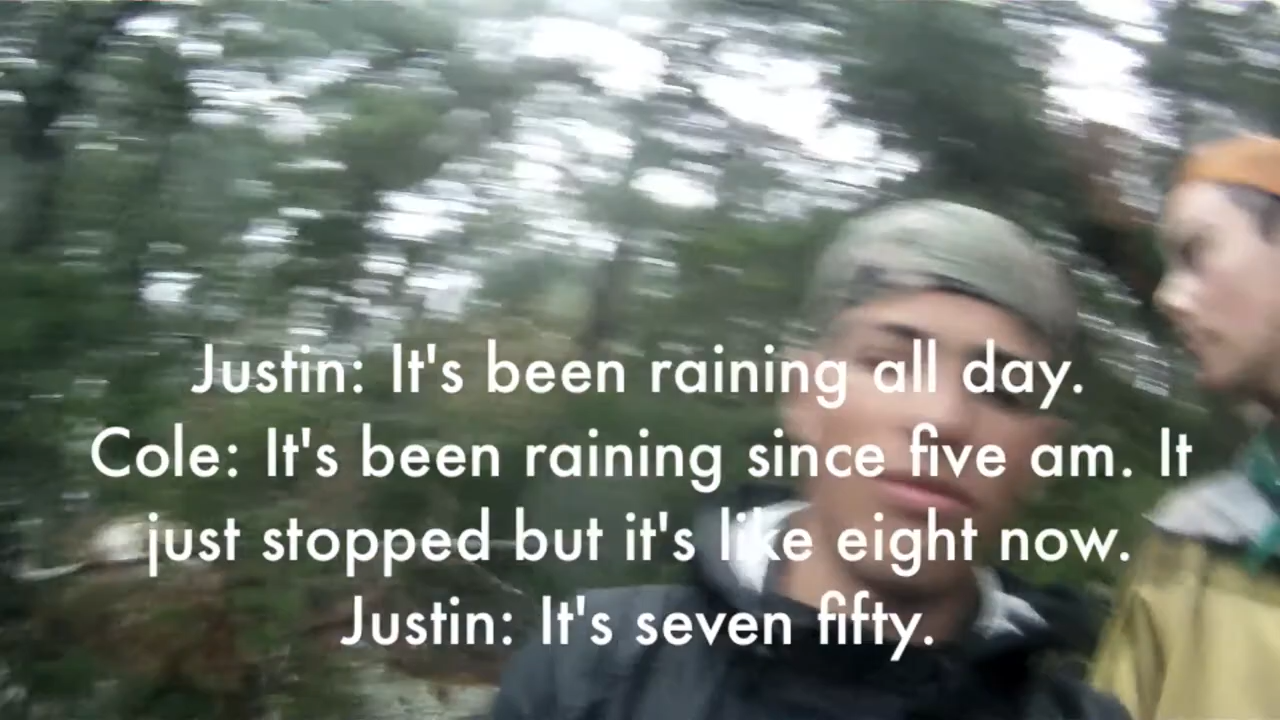 Justin: It's been raining all day.
Cole: It's been raining since five am. It
just stopped but it's like eight now.
Justin: It's seven fifty.